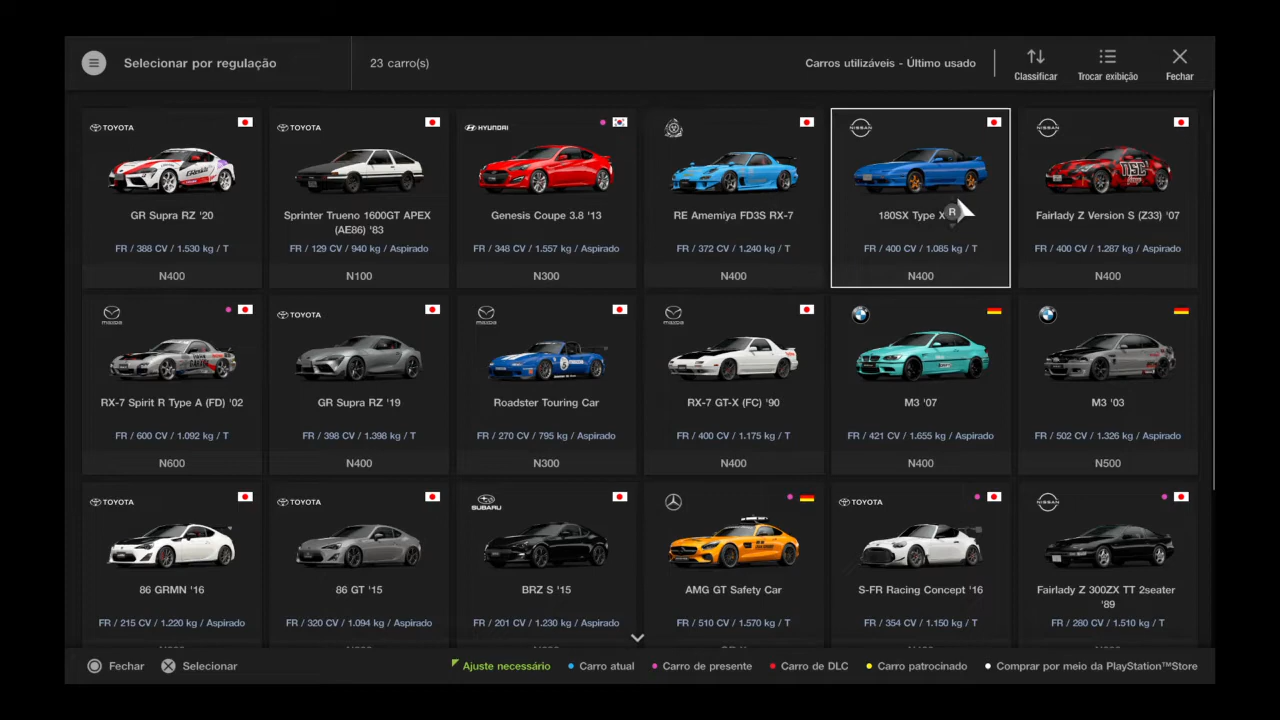 Selecionar por regulação
23 carro(s)
Carros utilizáveis - Último usado
Classificar
Trocar exibição
Fechar
TOYOTA
GR Supra RZ '20
FR / 388 CV / 1.530 kg / T
N400
TOYOTA
Sprinter Trueno 1600GT APEX
(AE86) '83
FR / 129 CV / 940 kg / Aspirado
N100
HYUNDAI
Genesis Coupe 3.8 '13
FR / 348 CV / 1.557 kg / Aspirado
N300
RE Amemiya FD3S RX-7
FR / 372 CV / 1.240 kg / T
N400
NISSAN
180SX Type X
R
FR / 400 CV / 1.085 kg / T
N400
NISSAN
Fairlady Z Version S (Z33) '07
FR / 400 CV / 1.287 kg / Aspirado
N400
mazda
RX-7 Spirit R Type A (FD) '02
FR / 600 CV / 1.092 kg / T
N600
TOYOTA
GR Supra RZ '19
FR / 398 CV / 1.398 kg / T
N400
mazda
Roadster Touring Car
FR / 270 CV / 795 kg / Aspirado
N300
mazda
RX-7 GT-X (FC) '90
FR / 400 CV / 1.175 kg / T
N400
M3 '07
FR / 421 CV / 1.655 kg / Aspirado
N400
M3 '03
FR / 502 CV / 1.326 kg / Aspirado
N500
TOYOTA
86 GRMN '16
FR / 215 CV / 1.220 kg / Aspirado
TOYOTA
86 GT '15
FR / 320 CV / 1.094 kg / Aspirado
SUBARU
BRZ S '15
FR / 201 CV / 1.230 kg / Aspirado
AMG GT Safety Car
FR / 510 CV / 1.570 kg / T
TOYOTA
S-FR Racing Concept '16
FR / 354 CV / 1.150 kg / T
NISSAN
Fairlady Z 300ZX TT 2seater
'89
FR / 280 CV / 1.510 kg / T
Fechar
Selecionar
Ajuste necessário
Carro atual
Carro de presente
Carro de DLC
Carro patrocinado
Comprar por meio da PlayStation™Store